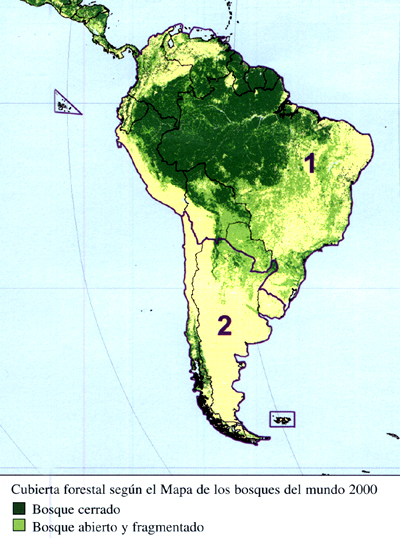 1
2
Cubierta forestal según el Mapa de los bosques del mundo 2000
Bosque cerrado
Bosque abierto y fragmentado